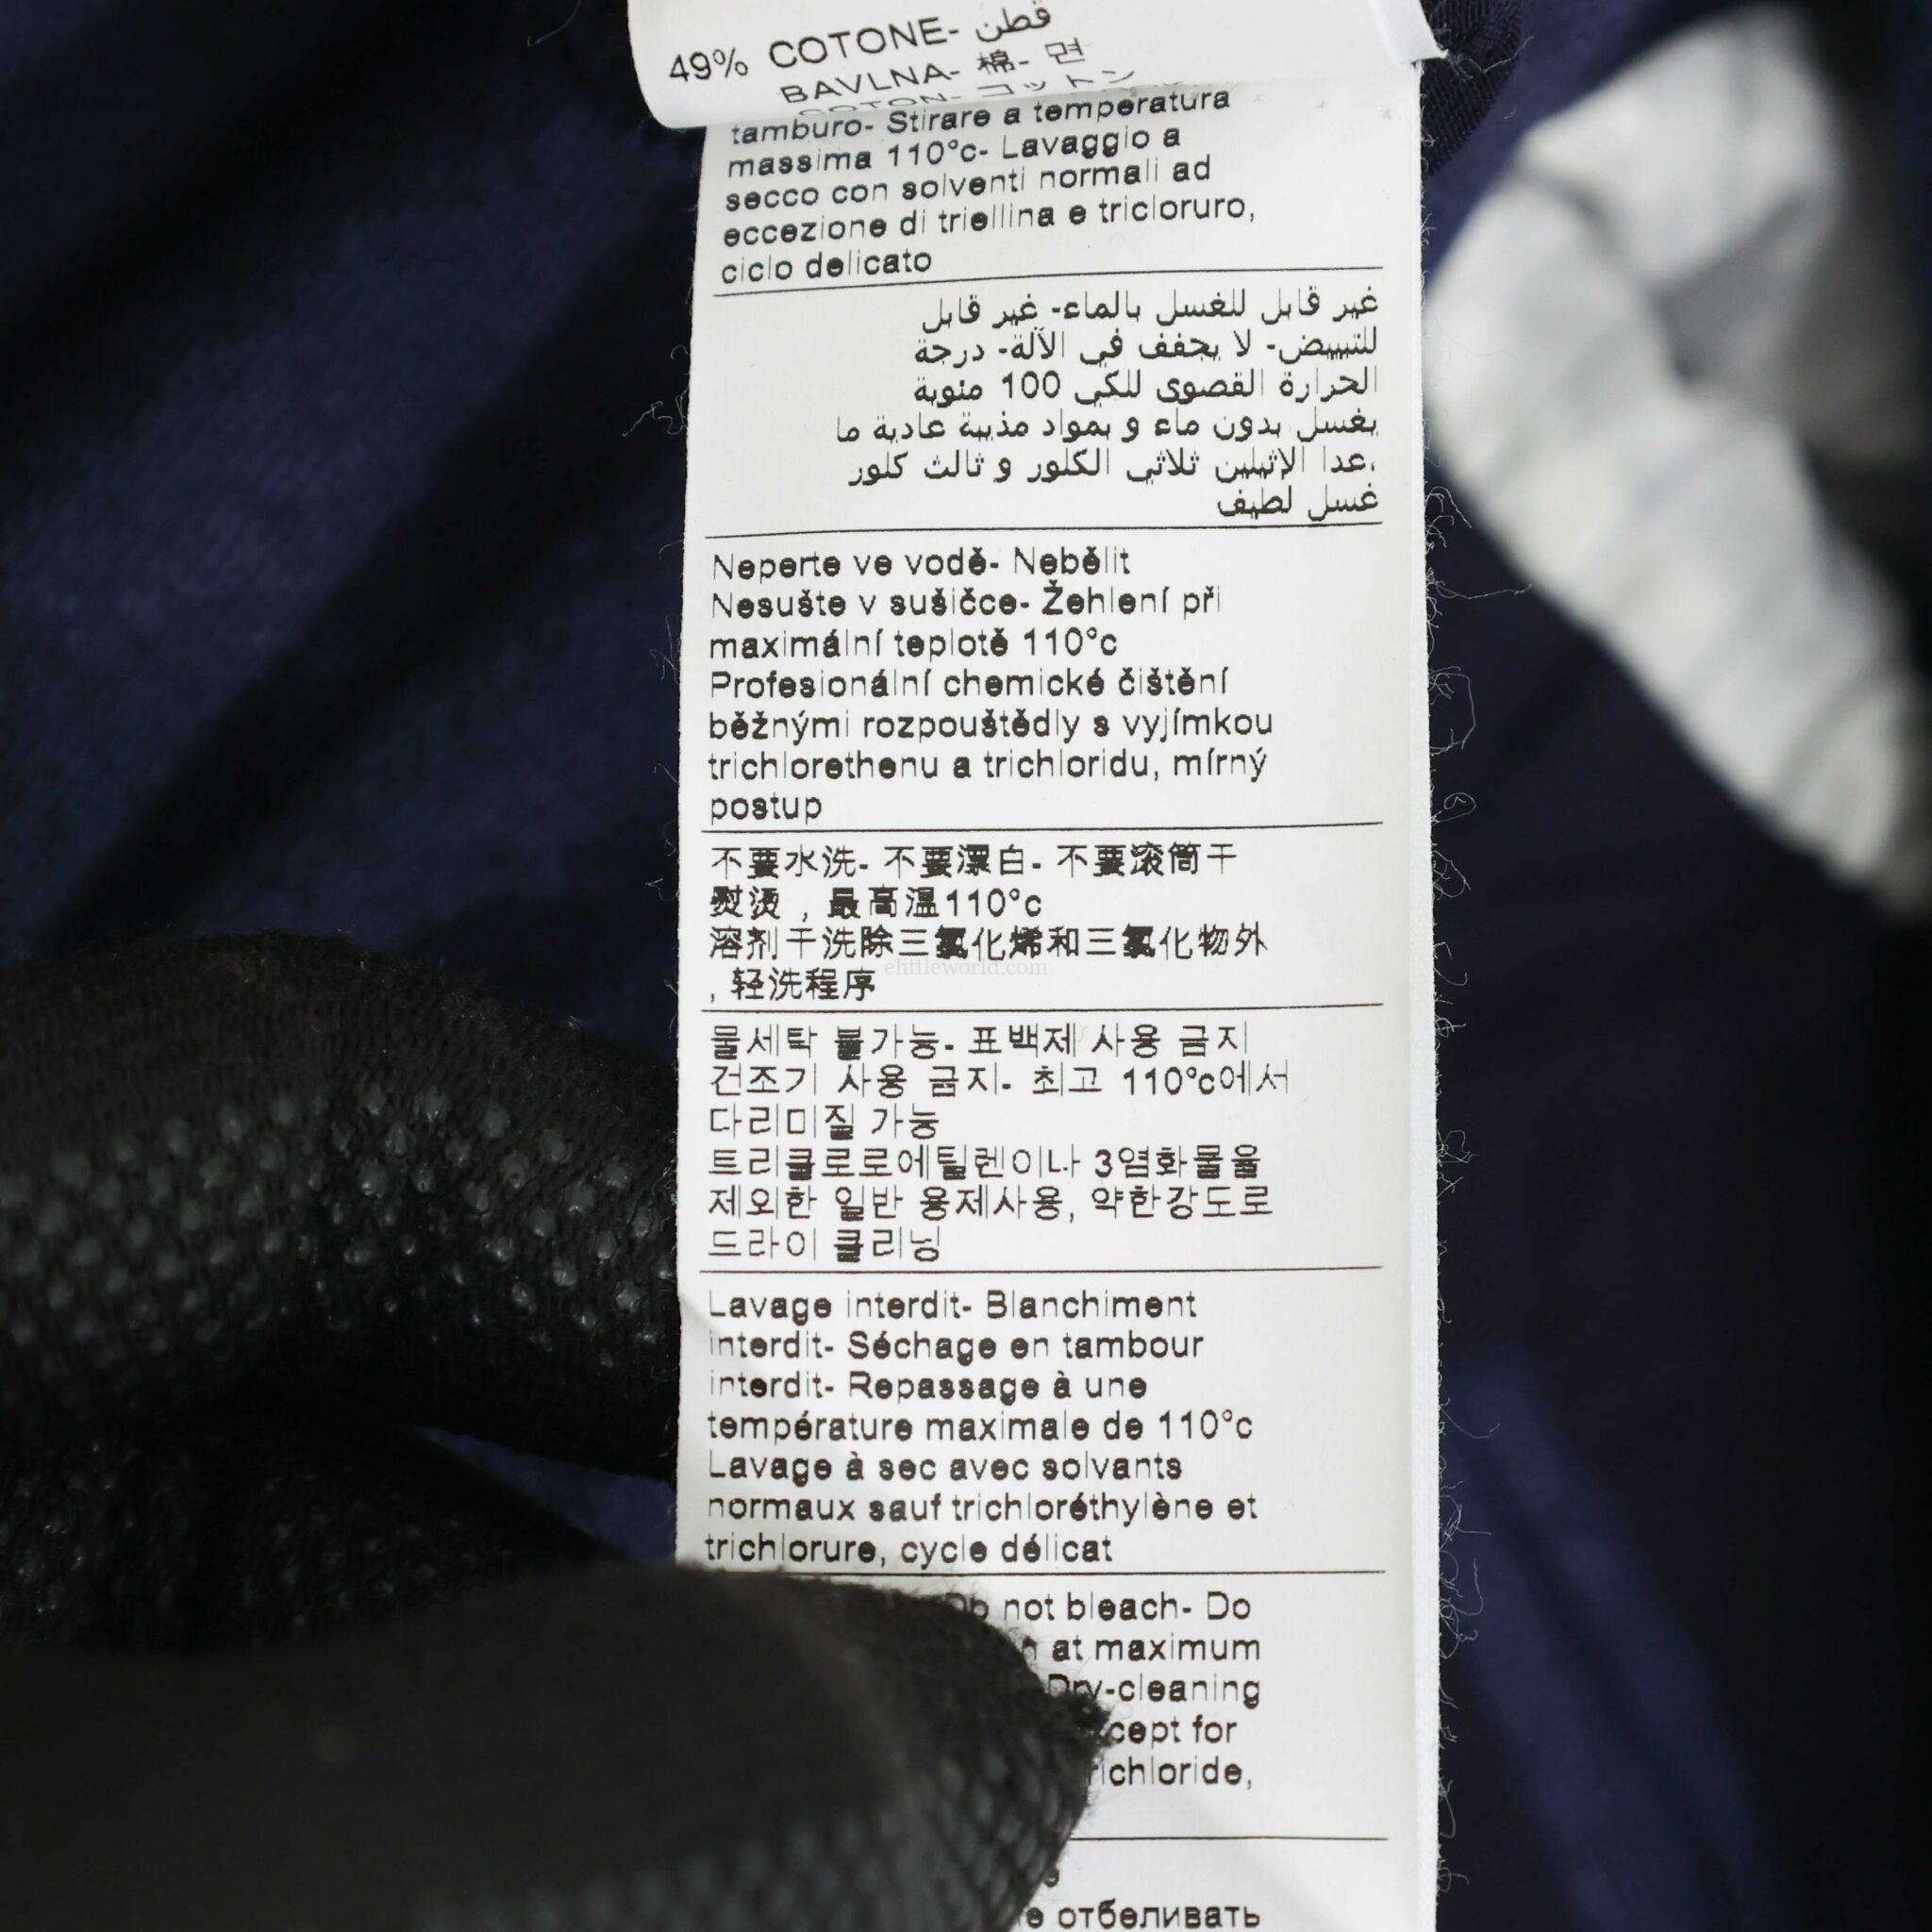 49% COTONE- قطن
BAVLNA- 棉- 면
COTON- コットン
tamburo- Stirare a temperatura
massima 110°c- Lavaggio a
secco con solventi normali ad
eccezione di triellina e tricloruro,
ciclo delicato
غير قابل للغسل بالماء- غير قابل
للتبييض- لا يجفف في الآلة- درجة
الحرارة القصوى للكي 100 مئوية
يغسل بدون ماء و بمواد مذيبة عادية ما
عدا الإثيلين ثلاثي الكلور و ثالث كلور،
غسل لطيف
Neperte ve vodě- Nebělit
Nesušte v sušičce- Žehlení při
maximální teplotě 110°c
Profesionální chemické čištění
běžnými rozpouštědly s vyjímkou
trichlorethenu a trichloridu, mírný
postup
不要水洗- 不要漂白- 不要滚筒干
熨烫，最高温110°c
溶剂干洗除三氯化烯和三氯化物外
elittleworld.com
, 轻洗程序
물세탁 불가능- 표백제 사용 금지
건조기 사용 금지- 최고 110°c에서
다리미질 가능
트리클로로에틸렌이나 3염화물을
제외한 일반 용제사용, 약한강도로
드라이 클리닝
Lavage interdit- Blanchiment
interdit- Séchage en tambour
interdit- Repassage à une
température maximale de 110°c
Lavage à sec avec solvants
normaux sauf trichloréthylène et
trichlorure, cycle délicat
Do not bleach- Do
at maximum
Dry-cleaning
cept for
richloride,
е отбеливать